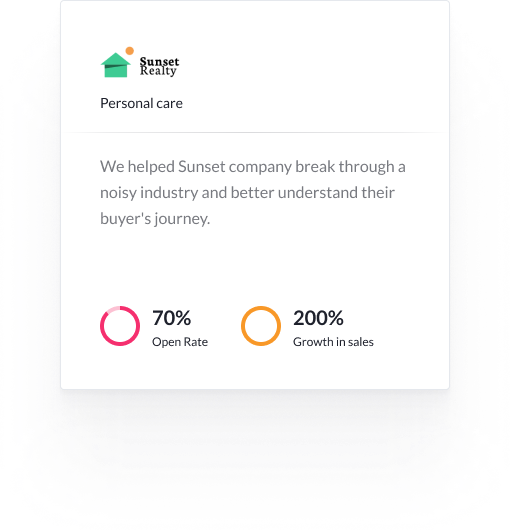 Sunset
Realty
Personal care
We helped Sunset company break through a
noisy industry and better understand their
buyer's journey.
70%
Open Rate
200%
Growth in sales